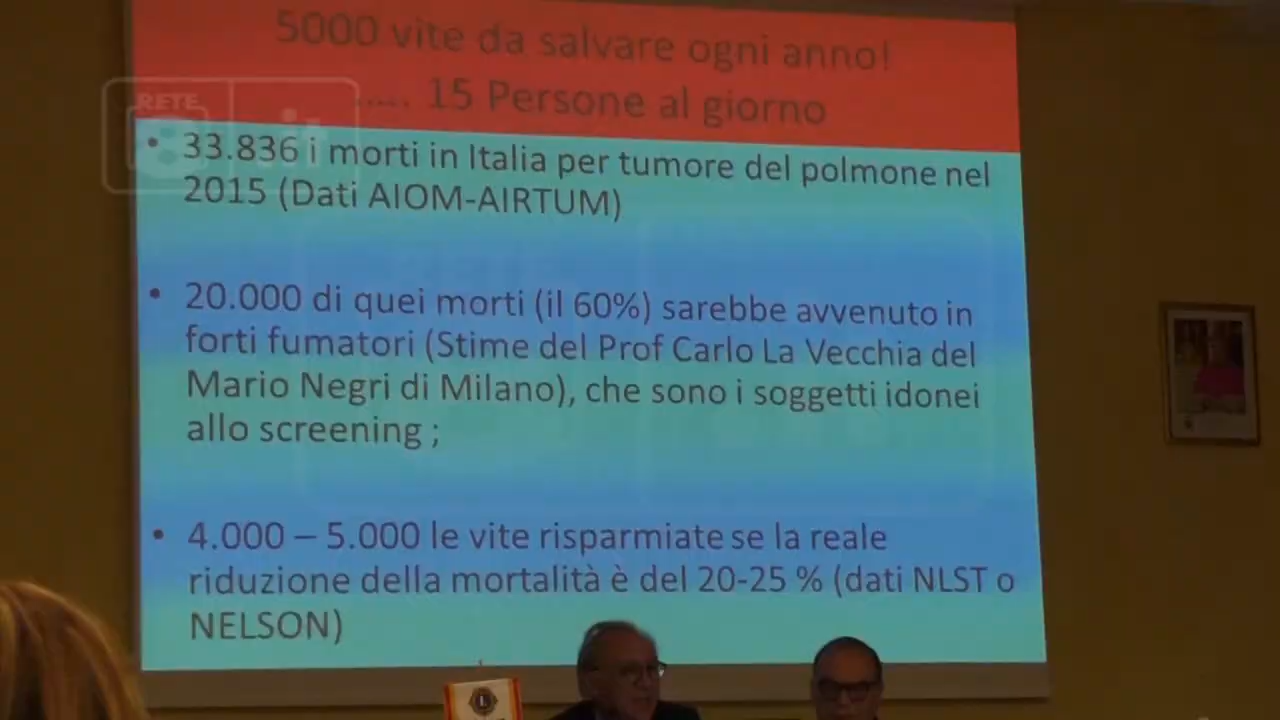 5000 vite da salvare ogni anno!
..... 15 Persone al giorno
RETE
• 33.836 i morti in Italia per tumore del polmone nel
2015 (Dati AIOM-AIRTUM)
• 20.000 di quei morti (il 60%) sarebbe avvenuto in
forti fumatori (Stime del Prof Carlo La Vecchia del
Mario Negri di Milano), che sono i soggetti idonei
allo screening ;
• 4.000 – 5.000 le vite risparmiate se la reale
riduzione della mortalità è del 20-25 % (dati NLST o
NELSON)